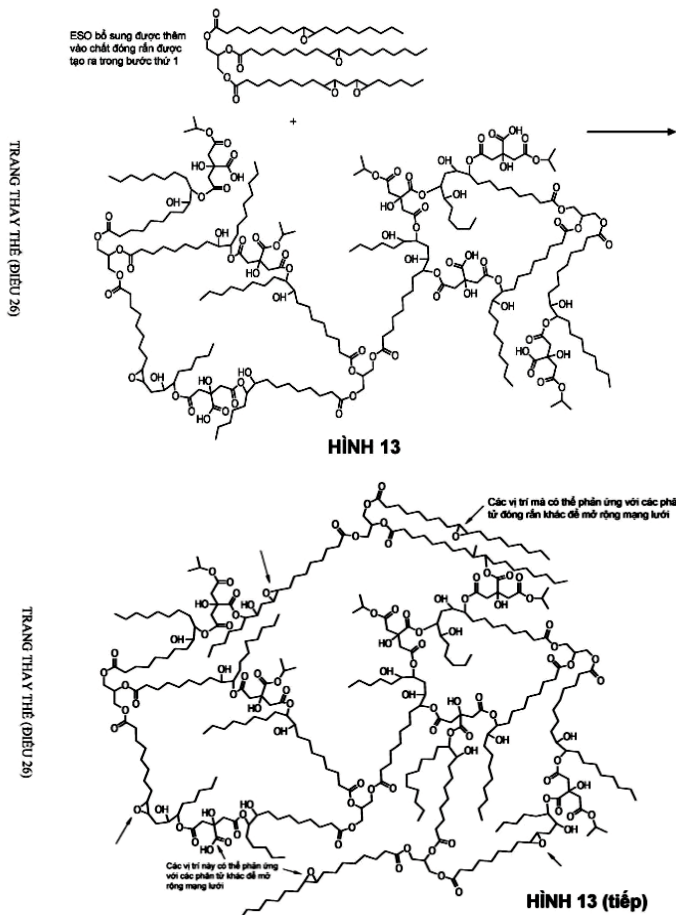 ESO bổ sung được thêm
vào chất đóng rắn được
tạo ra trong bước thứ 1
+
TRANG THAY THẾ (ĐIỀU 26)
HÌNH 13
Các vị trí mà có thể phản ứng với các phân
tử đóng rắn khác để mở rộng mạng lưới
TRANG THAY THẾ (ĐIỀU 26)
Các vị trí này có thể phản ứng
với các phân tử khác để mở
rộng mạng lưới
HÌNH 13 (tiếp)